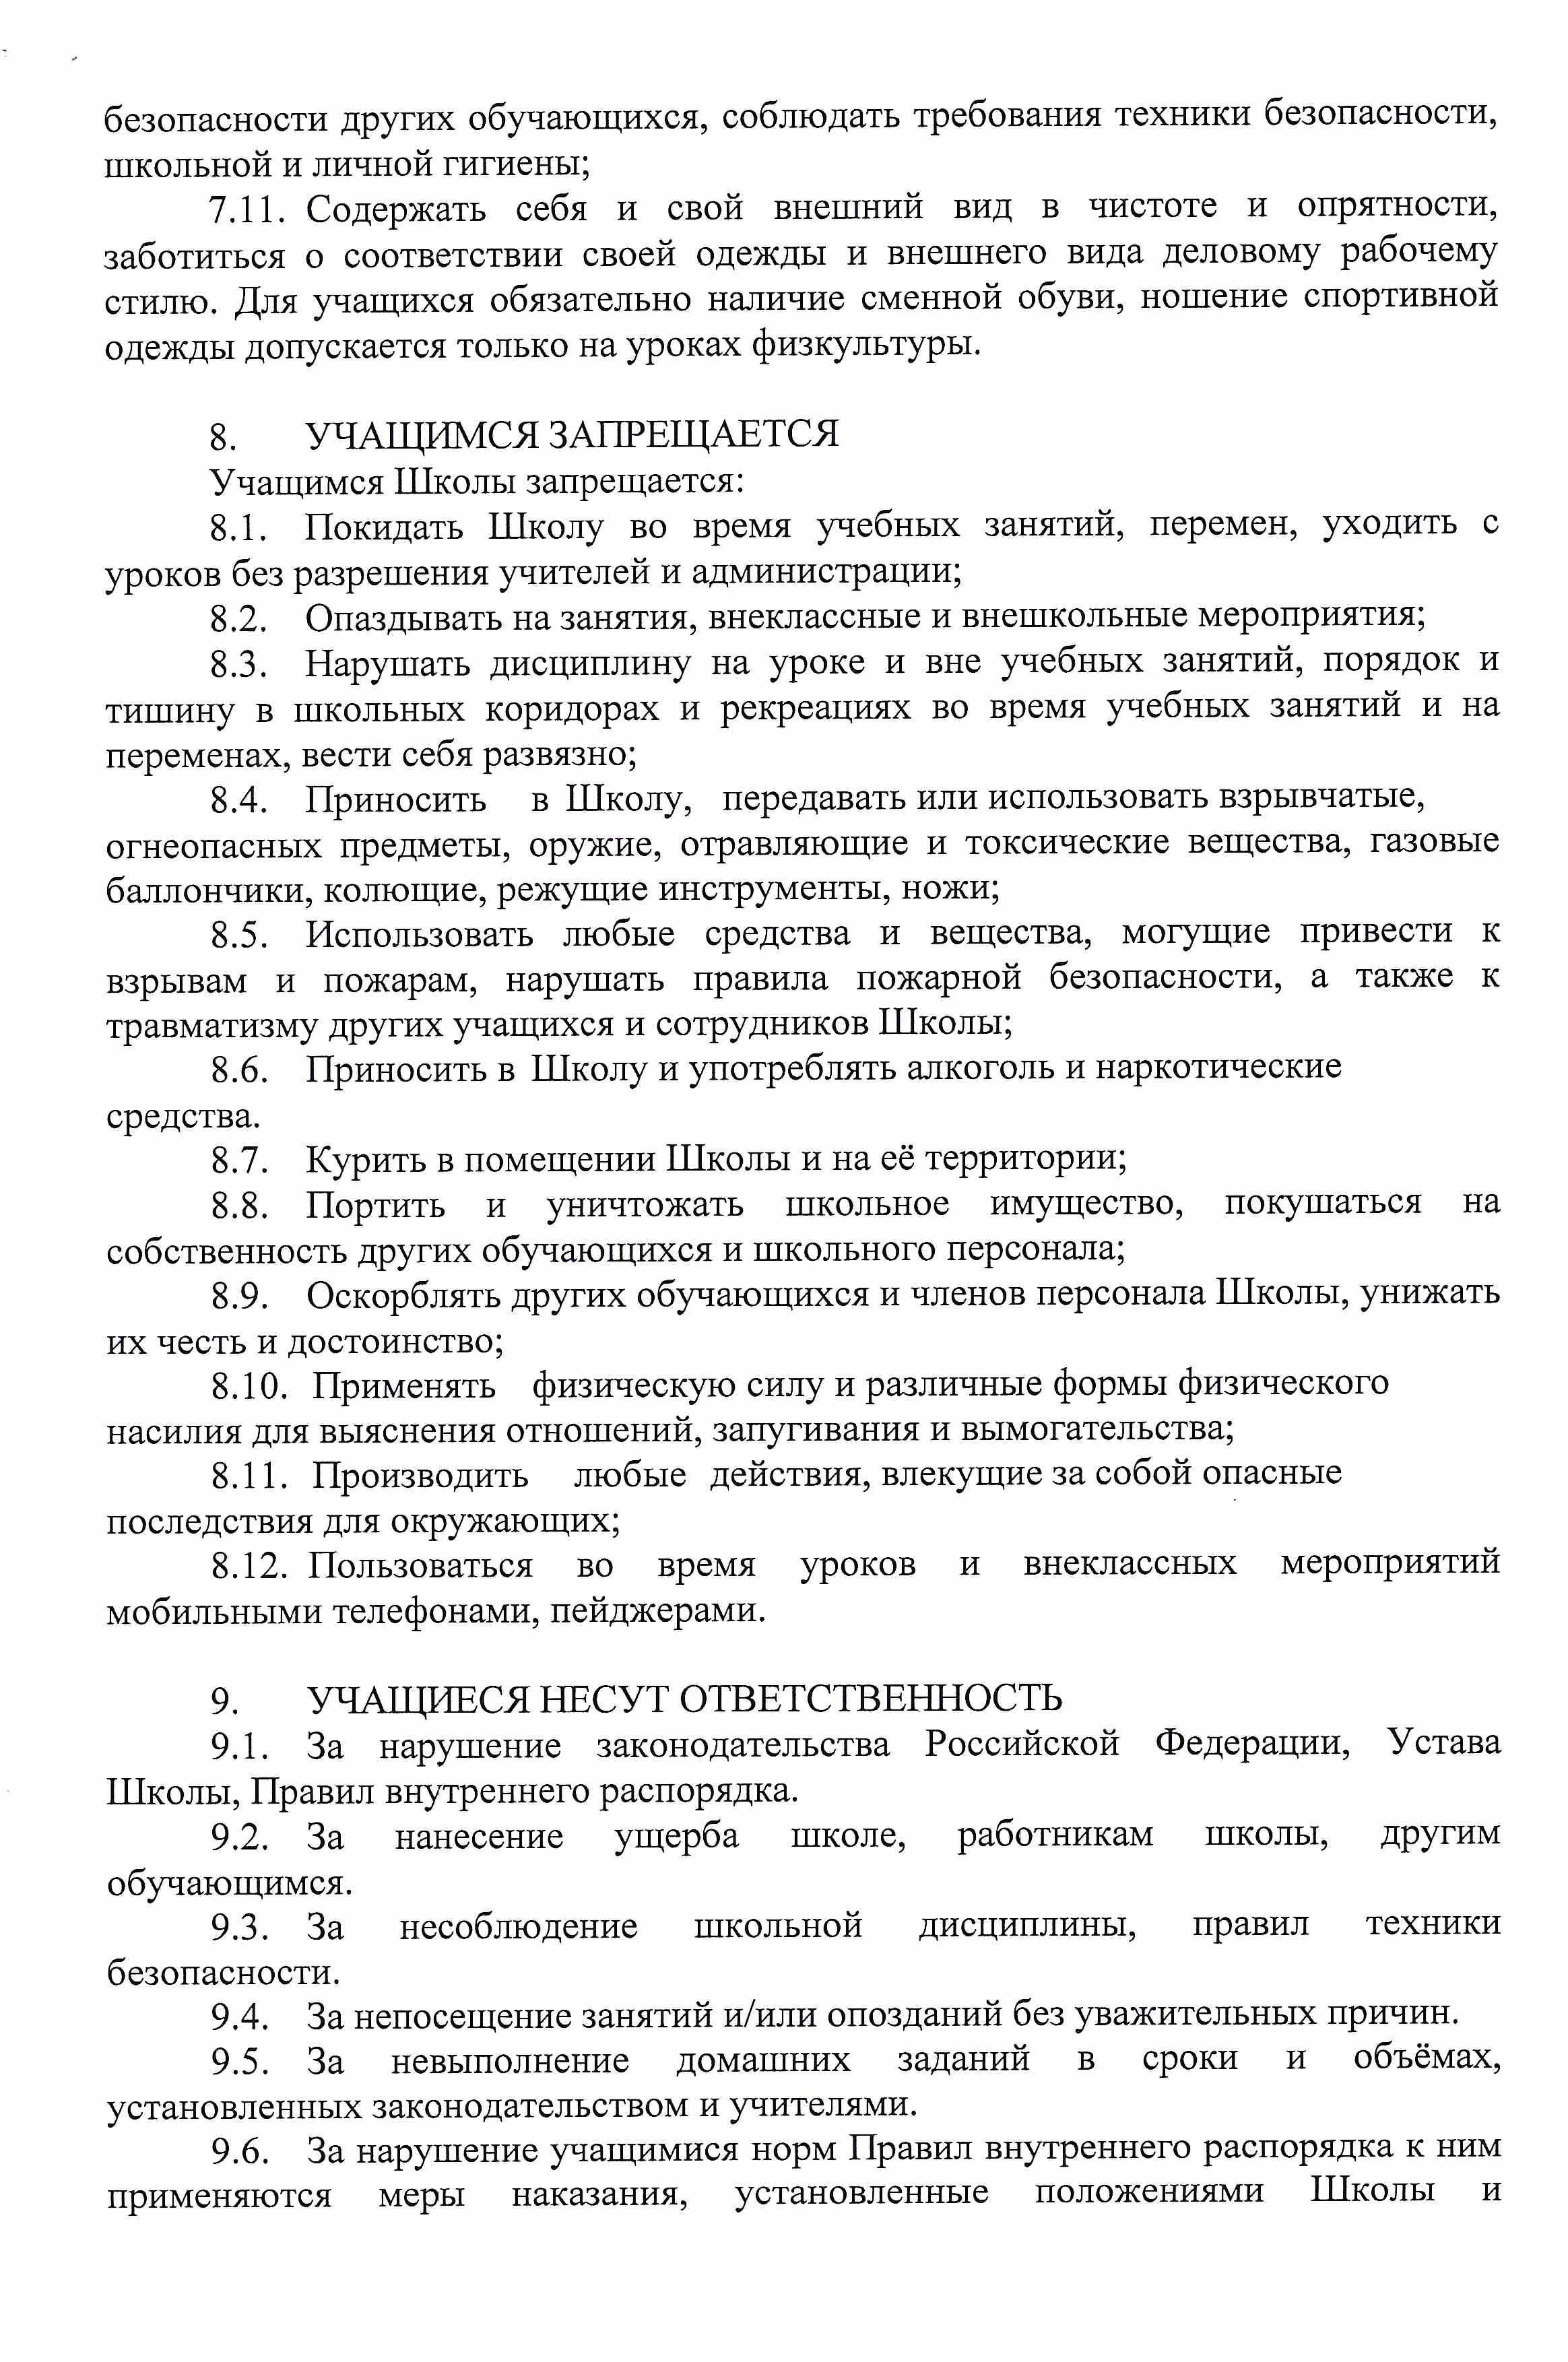 безопасности других обучающихся, соблюдать требования техники безопасности,
школьной и личной гигиены;
7.11. Содержать себя и свой внешний вид в чистоте и опрятности,
заботиться о соответствии своей одежды и внешнего вида деловому рабочему
стилю. Для учащихся обязательно наличие сменной обуви, ношение спортивной
одежды допускается только на уроках физкультуры.
8. УЧАЩИМСЯ ЗАПРЕЩАЕТСЯ
Учащимся Школы запрещается:
8.1. Покидать Школу во время учебных занятий, перемен, уходить с
уроков без разрешения учителей и администрации;
8.2. Опаздывать на занятия, внеклассные и внешкольные мероприятия;
8.3. Нарушать дисциплину на уроке и вне учебных занятий, порядок и
тишину в школьных коридорах и рекреациях во время учебных занятий и на
переменах, вести себя развязно;
8.4. Приносить в Школу, передавать или использовать взрывчатые,
огнеопасных предметы, оружие, отравляющие и токсические вещества, газовые
баллончики, колющие, режущие инструменты, ножи;
8.5. Использовать любые средства и вещества, могущие привести к
взрывам и пожарам, нарушать правила пожарной безопасности, а также к
травматизму других учащихся и сотрудников Школы;
8.6. Приносить в Школу и употреблять алкоголь и наркотические
средства.
8.7. Курить в помещении Школы и на её территории;
8.8. Портить и уничтожать школьное имущество, покушаться на
собственность других обучающихся и школьного персонала;
8.9. Оскорблять других обучающихся и членов персонала Школы, унижать
их честь и достоинство;
8.10. Применять физическую силу и различные формы физического
насилия для выяснения отношений, запугивания и вымогательства;
8.11. Производить любые действия, влекущие за собой опасные
последствия для окружающих;
8.12. Пользоваться во время уроков и внеклассных мероприятий
мобильными телефонами, пейджерами.
9. УЧАЩИЕСЯ НЕСУТ ОТВЕТСТВЕННОСТЬ
9.1. За нарушение законодательства Российской Федерации, Устава
Школы, Правил внутреннего распорядка.
9.2. За нанесение ущерба школе, работникам школы, другим
обучающимся.
9.3. За несоблюдение школьной дисциплины, правил техники
безопасности.
9.4. За непосещение занятий и/или опозданий без уважительных причин.
9.5. За невыполнение домашних заданий в сроки и объёмах,
установленных законодательством и учителями.
9.6. За нарушение учащимися норм Правил внутреннего распорядка к ним
применяются меры наказания, установленные положениями Школы и